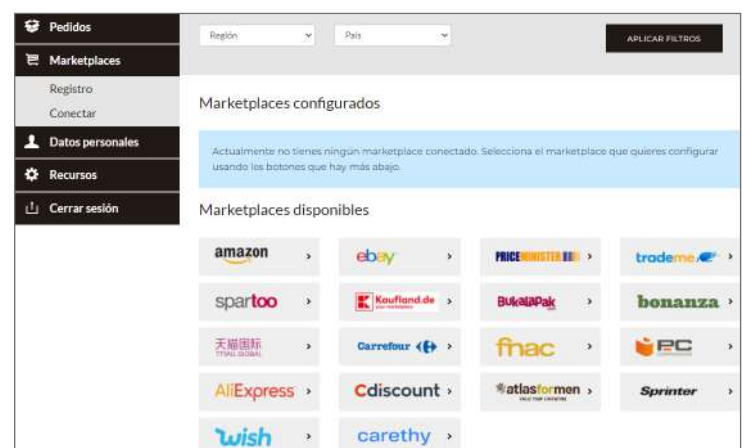 Pedidos
Marketplaces
Registro
Conectar
Datos personales
Recursos
Cerrar sesión
Región
País
APLICAR FILTROS
Marketplaces configurados
Actualmente no tienes ningún marketplace conectado. Selecciona el marketplace que quieres configurar
usando los botones que hay más abajo.
Marketplaces disponibles
amazon
ebay
PRICEMINISTER
trademe
spartoo
Kaufland.de
BukalaPak
bonanza
天猫国际
TMALL GLOBAL
Carrefour
fnac
PC
AliExpress
Cdiscount
atlasformen
Sprinter
wish
carethy